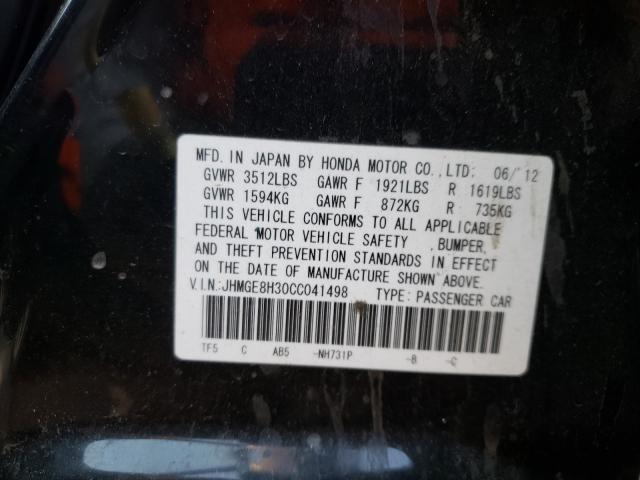 MFD. IN JAPAN BY HONDA MOTOR CO.,LTD: 06/12
GVWR 3512LBS GAWR F 1921LBS R 1619LBS
GVWR 1594KG GAWR F 872KG R 735KG
THIS VEHICLE CONFORMS TO ALL APPLICABLE
FEDERAL MOTOR VEHICLE SAFETY ,BUMPER,
AND THEFT PREVENTION STANDARDS IN EFFECT
ON THE DATE OF MANUFACTURE SHOWN ABOVE.
V.I.N:JHMGE8H30CC041498 TYPE:PASSENGER CAR
TF5 C AB5 -NH731P -B -C